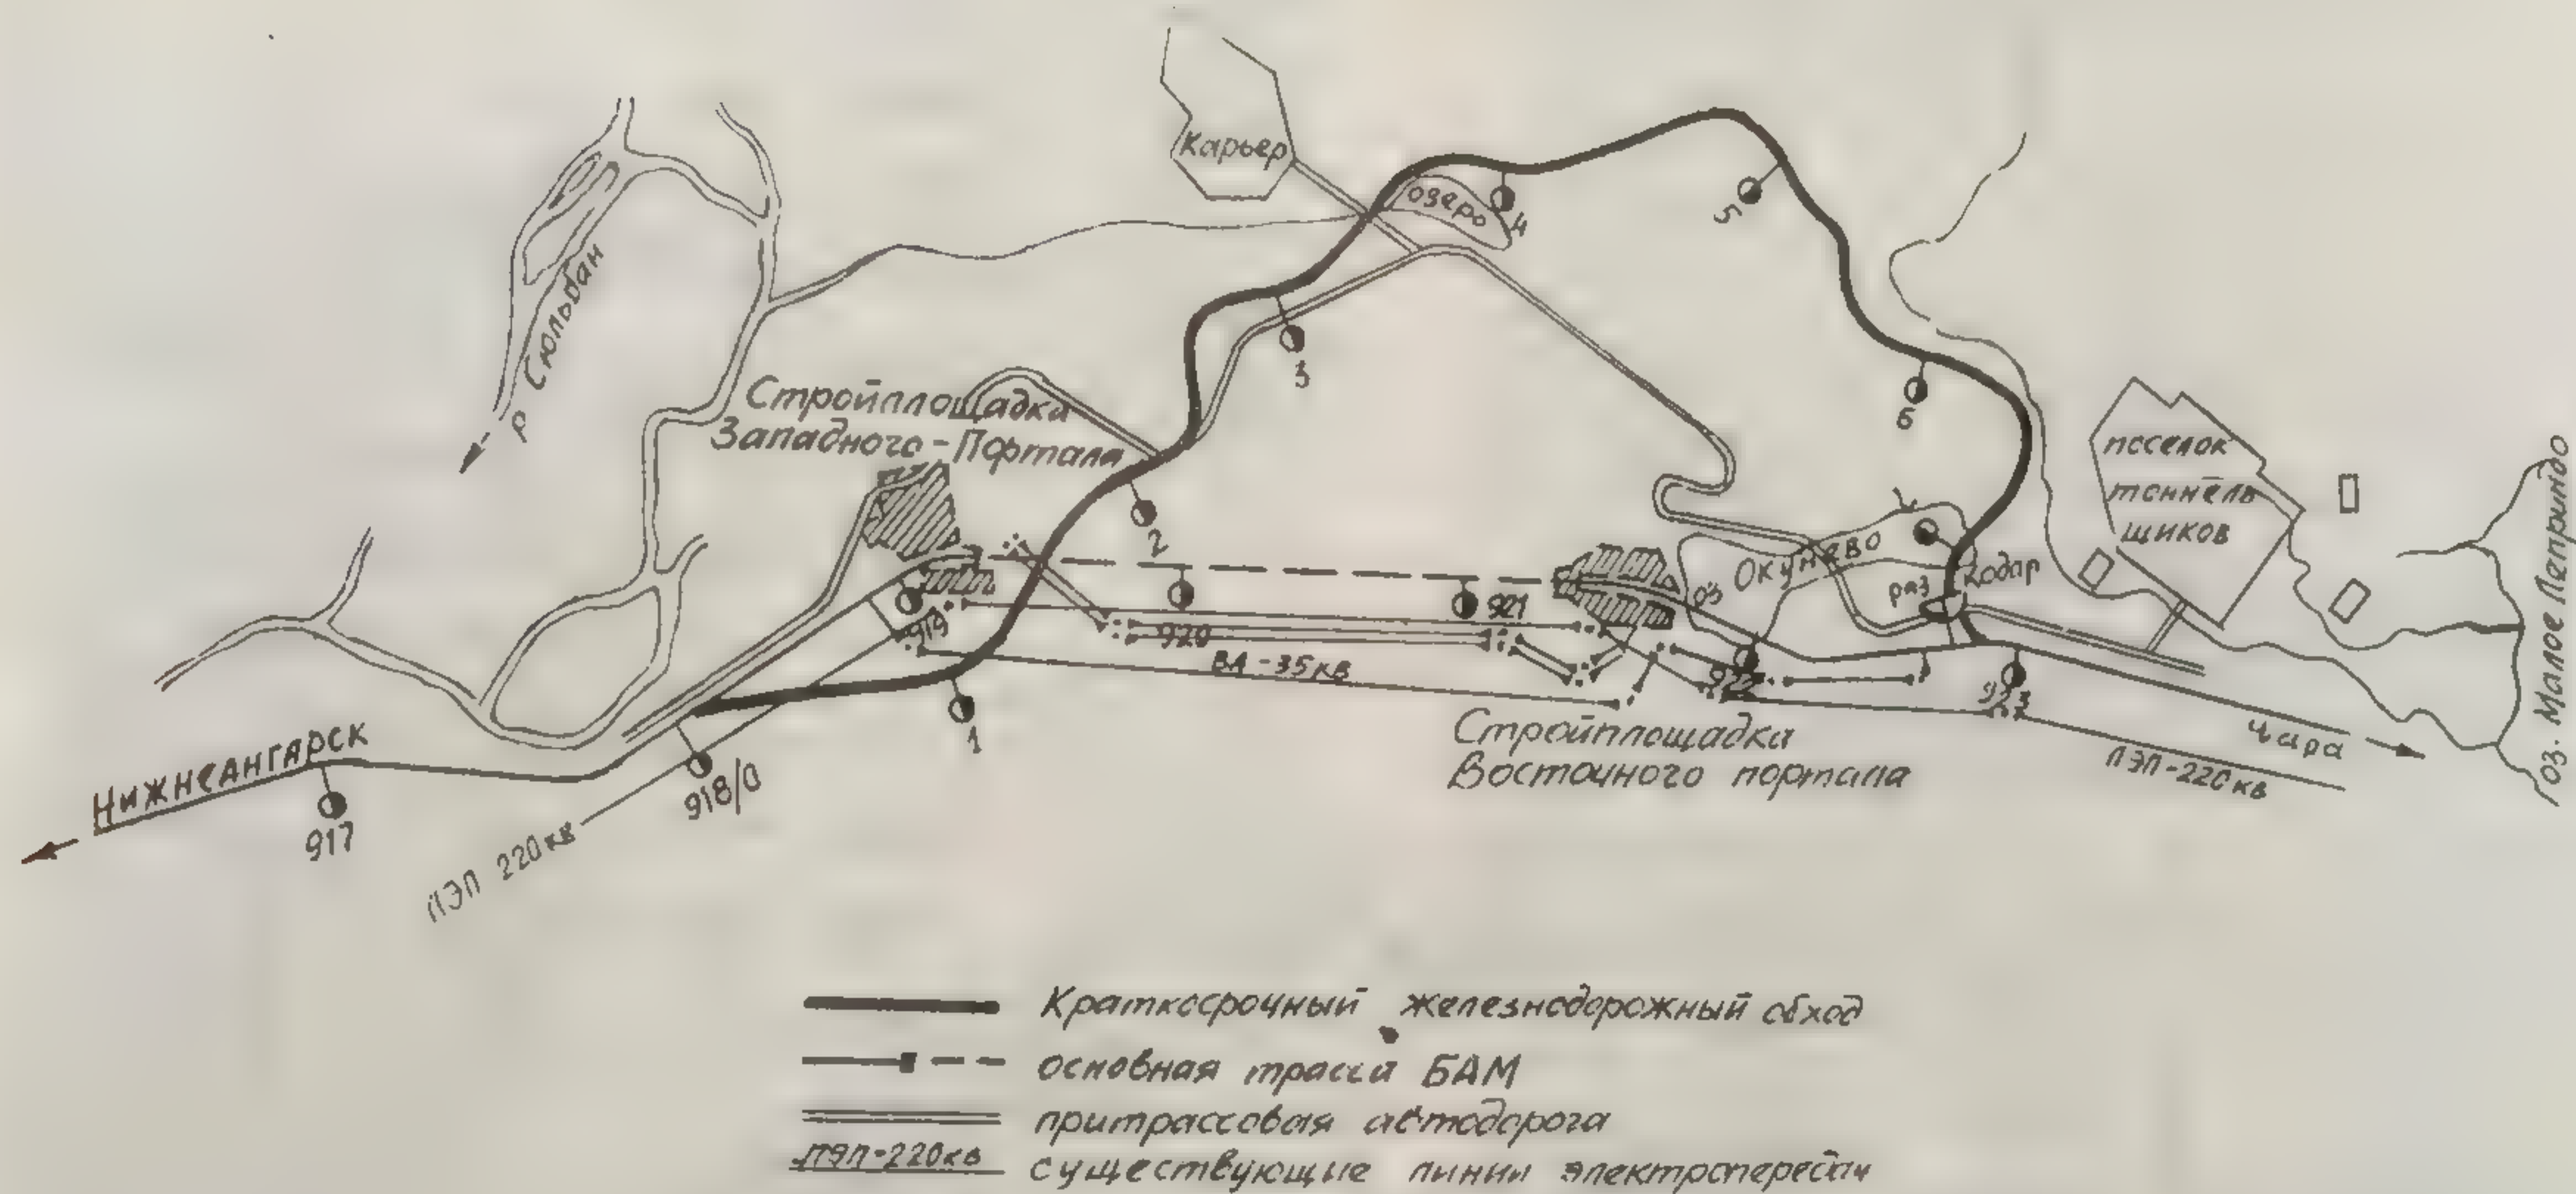 Карьер
озеро
4
5
р Сюльбан
3
Стройплощадка
Западного-Портала
6
2
поселок
тоннель
щиков
оз. Малое Леприндо
оз Окунево
раз Кодар
919
920
921
ВЛ-35кв
922
923
1
Стройплощадка
Восточного портала
Чара
ЛЭП-220кв
Нижнеангарск
917
918/0
ЛЭП 220кв
Краткосрочный железнодорожный обход
основная трасса БАМ
притрассовая автодорога
ЛЭП-220кв существующие линии электропередач